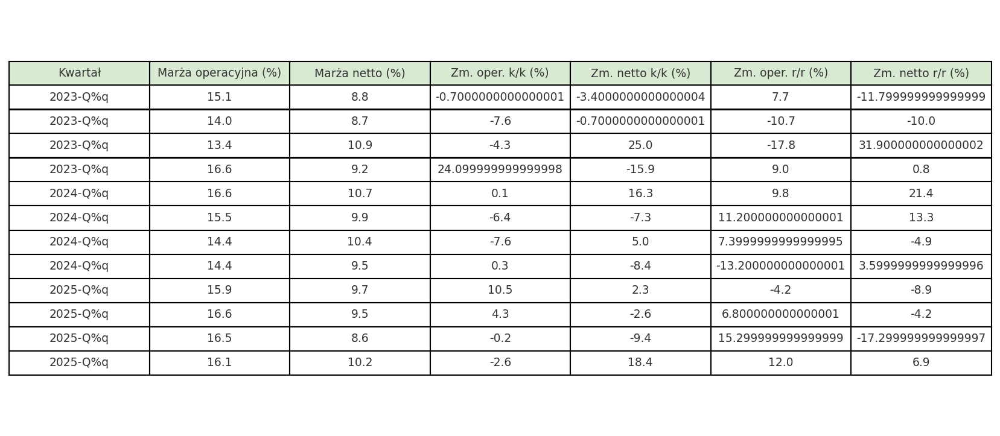 Kwartał Marża operacyjna (%) Marża netto (%) Zm. oper. k/k (%) Zm. netto k/k (%) Zm. oper. r/r (%) Zm. netto r/r (%)
2023-Q%q 15.1 8.8 -0.7000000000000001 -3.4000000000000004 7.7 -11.799999999999999
2023-Q%q 14.0 8.7 -7.6 -0.7000000000000001 -10.7 -10.0
2023-Q%q 13.4 10.9 -4.3 25.0 -17.8 31.900000000000002
2023-Q%q 16.6 9.2 24.099999999999998 -15.9 9.0 0.8
2024-Q%q 16.6 10.7 0.1 16.3 9.8 21.4
2024-Q%q 15.5 9.9 -6.4 -7.3 11.200000000000001 13.3
2024-Q%q 14.4 10.4 -7.6 5.0 7.3999999999999995 -4.9
2024-Q%q 14.4 9.5 0.3 -8.4 -13.200000000000001 3.5999999999999996
2025-Q%q 15.9 9.7 10.5 2.3 -4.2 -8.9
2025-Q%q 16.6 9.5 4.3 -2.6 6.800000000000001 -4.2
2025-Q%q 16.5 8.6 -0.2 -9.4 15.299999999999999 -17.299999999999997
2025-Q%q 16.1 10.2 -2.6 18.4 12.0 6.9